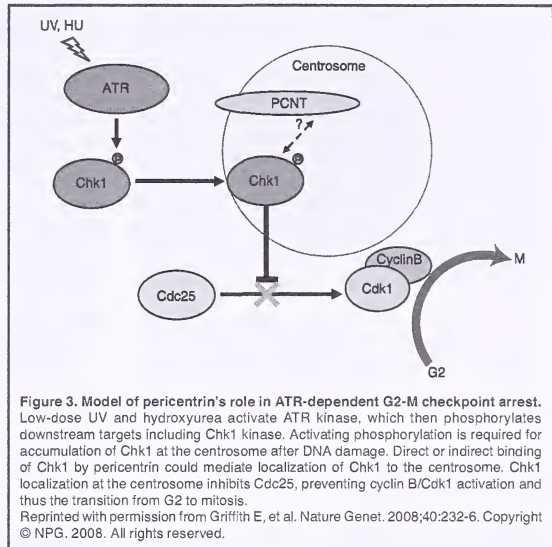 UV, HU
ATR
Centrosome
PCNT
?
P
P
Chk1
Chk1
CyclinB
Cdc25
Cdk1
M
G2
Figure 3. Model of pericentrin's role in ATR-dependent G2-M checkpoint arrest.
Low-dose UV and hydroxyurea activate ATR kinase, which then phosphorylates
downstream targets including Chk1 kinase. Activating phosphorylation is required for
accumulation of Chk1 at the centrosome after DNA damage. Direct or indirect binding
of Chk1 by pericentrin could mediate localization of Chk1 to the centrosome. Chk1
localization at the centrosome inhibits Cdc25, preventing cyclin B/Cdk1 activation and
thus the transition from G2 to mitosis.
Reprinted with permission from Griffith E, et al. Nature Genet. 2008;40:232-6. Copyright
© NPG. 2008. All rights reserved.